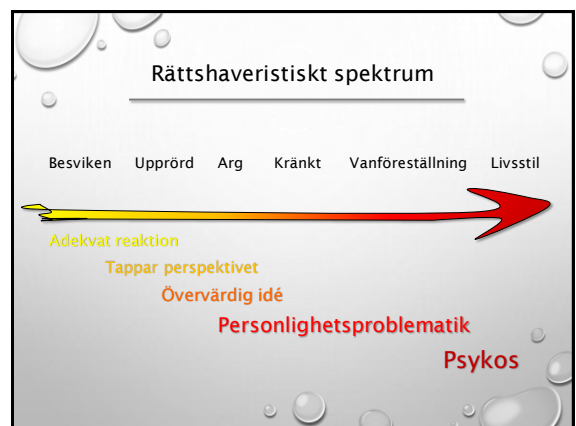 Rättshaveristiskt spektrum
Besviken Upprörd Arg Kränkt Vanföreställning Livsstil
Adekvat reaktion
Tappar perspektivet
Övervärdig idé
Personlighetsproblematik
Psykos